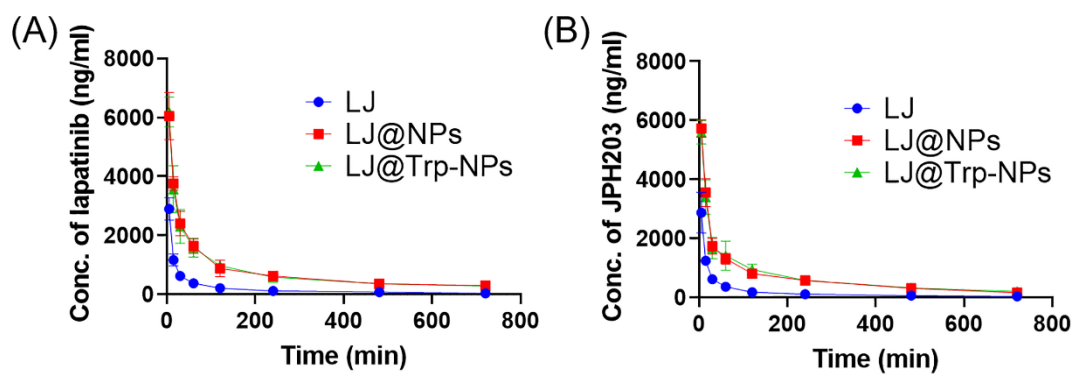 (A)
Conc. of lapatinib (ng/ml)
8000
6000
4000
2000
0
0 200 400 600 800
Time (min)
LJ
LJ@NPs
LJ@Trp-NPs
(B)
Conc. of JPH203 (ng/ml)
8000
6000
4000
2000
0
0 200 400 600 800
Time (min)
LJ
LJ@NPs
LJ@Trp-NPs